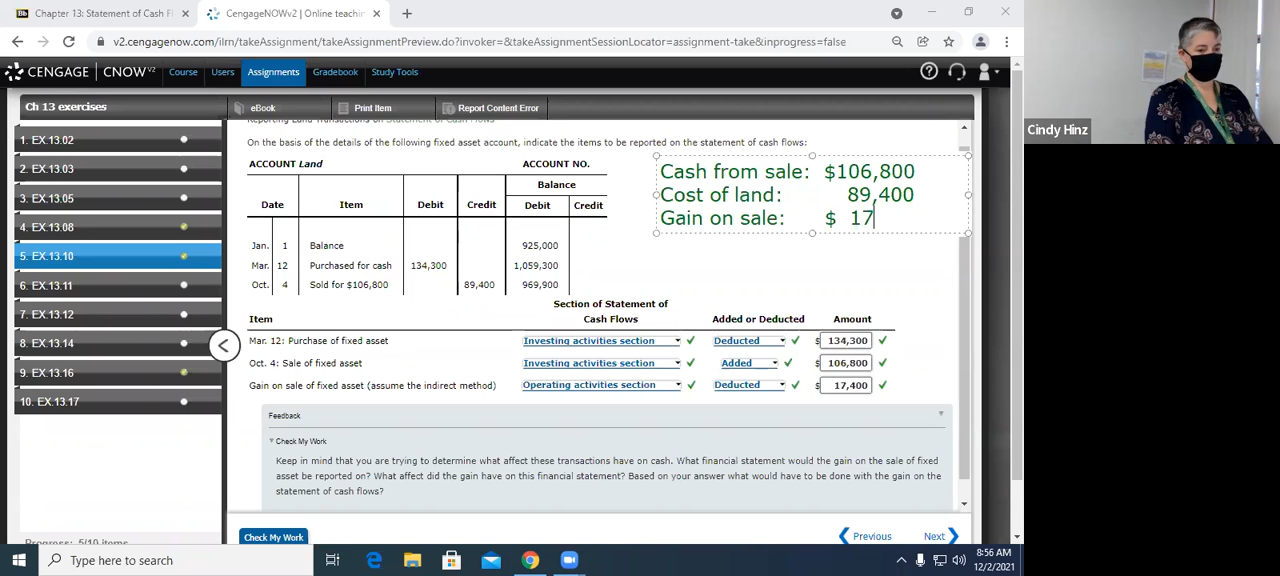 Chapter 13: Statement of Cash F
CengageNOWv2 | Online teachin
v2.cengagenow.com/ilrn/takeAssignment/takeAssignmentPreview.do?invoker=&takeAssignmentSessionLocator=assignment-take&inprogress=false
CENGAGE | CNOWv2 Course Users Assignments Gradebook Study Tools
Ch 13 exercises
eBook Print Item Report Content Error
1. EX.13.02
2. EX.13.03
3. EX.13.05
4. EX.13.08
5. EX.13.10
6. EX.13.11
7. EX.13.12
8. EX.13.14
9. EX.13.16
10. EX.13.17
Progress: 5/10 items
Reporting Land Transactions on Statement of Cash Flows
On the basis of the details of the following fixed asset account, indicate the items to be reported on the statement of cash flows:
ACCOUNT Land ACCOUNT NO.
Balance
Date Item Debit Credit Debit Credit
Jan. 1 Balance 925,000
Mar. 12 Purchased for cash 134,300 1,059,300
Oct. 4 Sold for $106,800 89,400 969,900
Cash from sale: $106,800
Cost of land: 89,400
Gain on sale: $ 17
Section of Statement of
Item Cash Flows Added or Deducted Amount
Mar. 12: Purchase of fixed asset Investing activities section Deducted $ 134,300
Oct. 4: Sale of fixed asset Investing activities section Added $ 106,800
Gain on sale of fixed asset (assume the indirect method) Operating activities section Deducted $ 17,400
Feedback
Check My Work
Keep in mind that you are trying to determine what affect these transactions have on cash. What financial statement would the gain on the sale of fixed
asset be reported on? What affect did the gain have on this financial statement? Based on your answer what would have to be done with the gain on the
statement of cash flows?
Check My Work Previous Next
Type here to search
8:56 AM
12/2/2021
Cindy Hinz